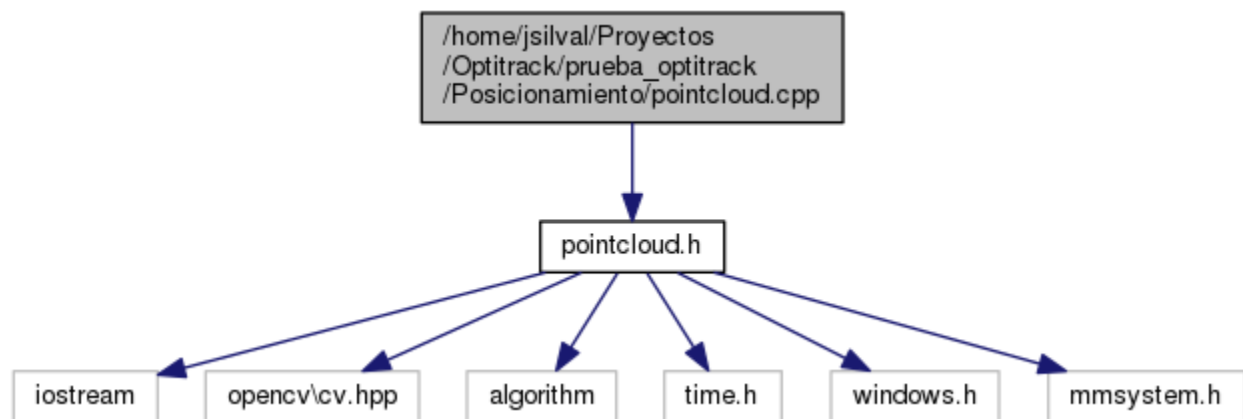 /home/jsilval/Proyectos
/Optitrack/prueba_optitrack
/Posicionamiento/pointcloud.cpp
pointcloud.h
iostream
opencv\cv.hpp
algorithm
time.h
windows.h
mmsystem.h